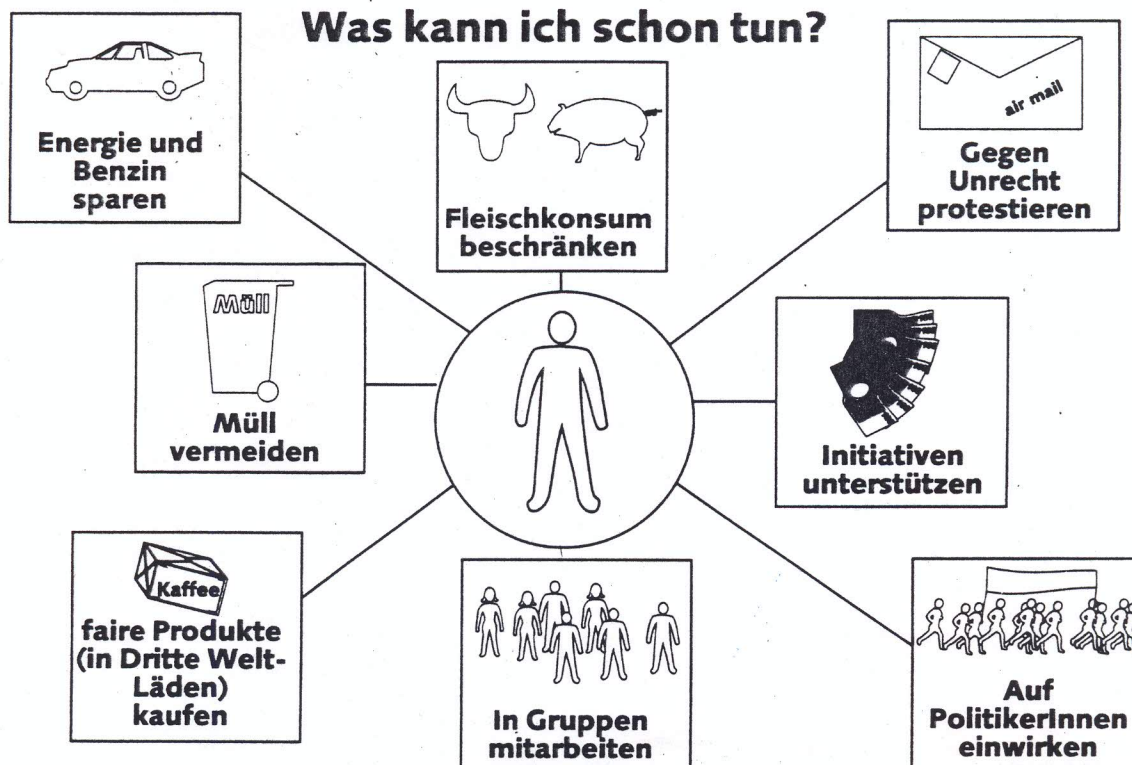 Was kann ich schon tun?
Energie und
Benzin
sparen
Fleischkonsum
beschränken
air mail
Gegen
Unrecht
protestieren
Müll
Müll
vermeiden
Initiativen
unterstützen
Kaffee
faire Produkte
(in Dritte Welt-
Läden)
kaufen
In Gruppen
mitarbeiten
Auf
PolitikerInnen
einwirken